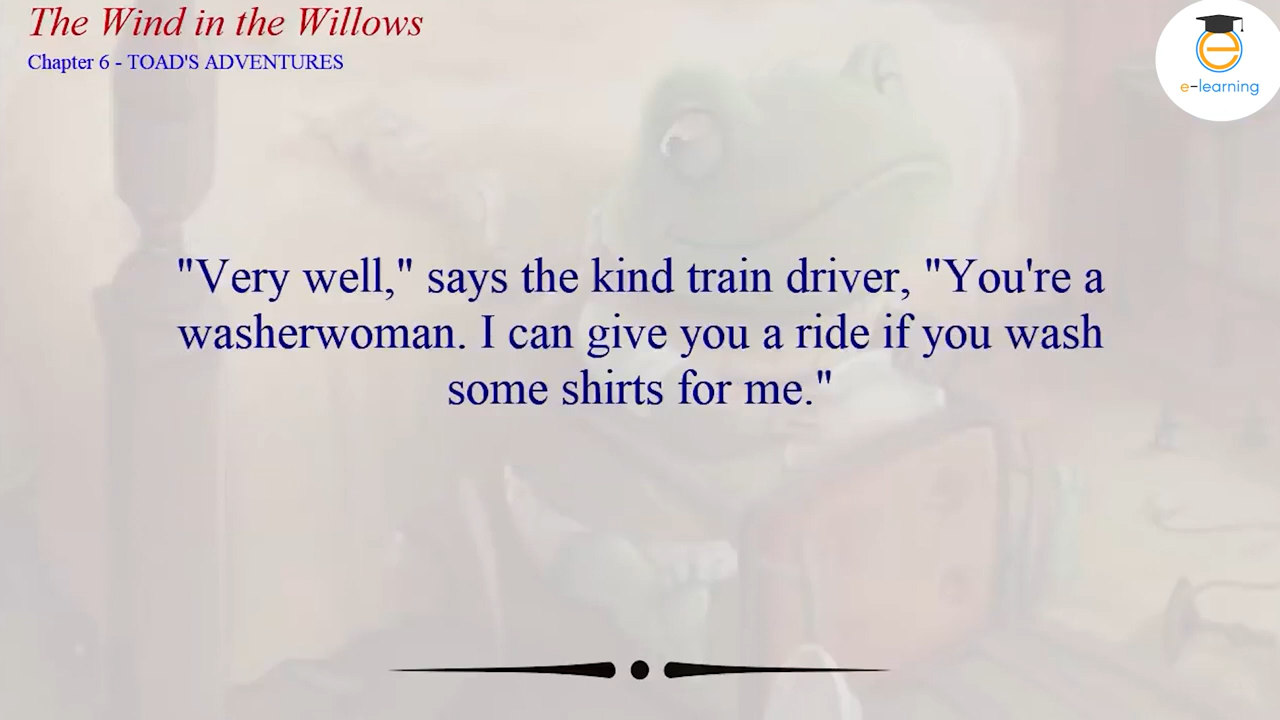 The Wind in the Willows
Chapter 6 - TOAD'S ADVENTURES
e-learning
"Very well," says the kind train driver, "You're a
washerwoman. I can give you a ride if you wash
some shirts for me."